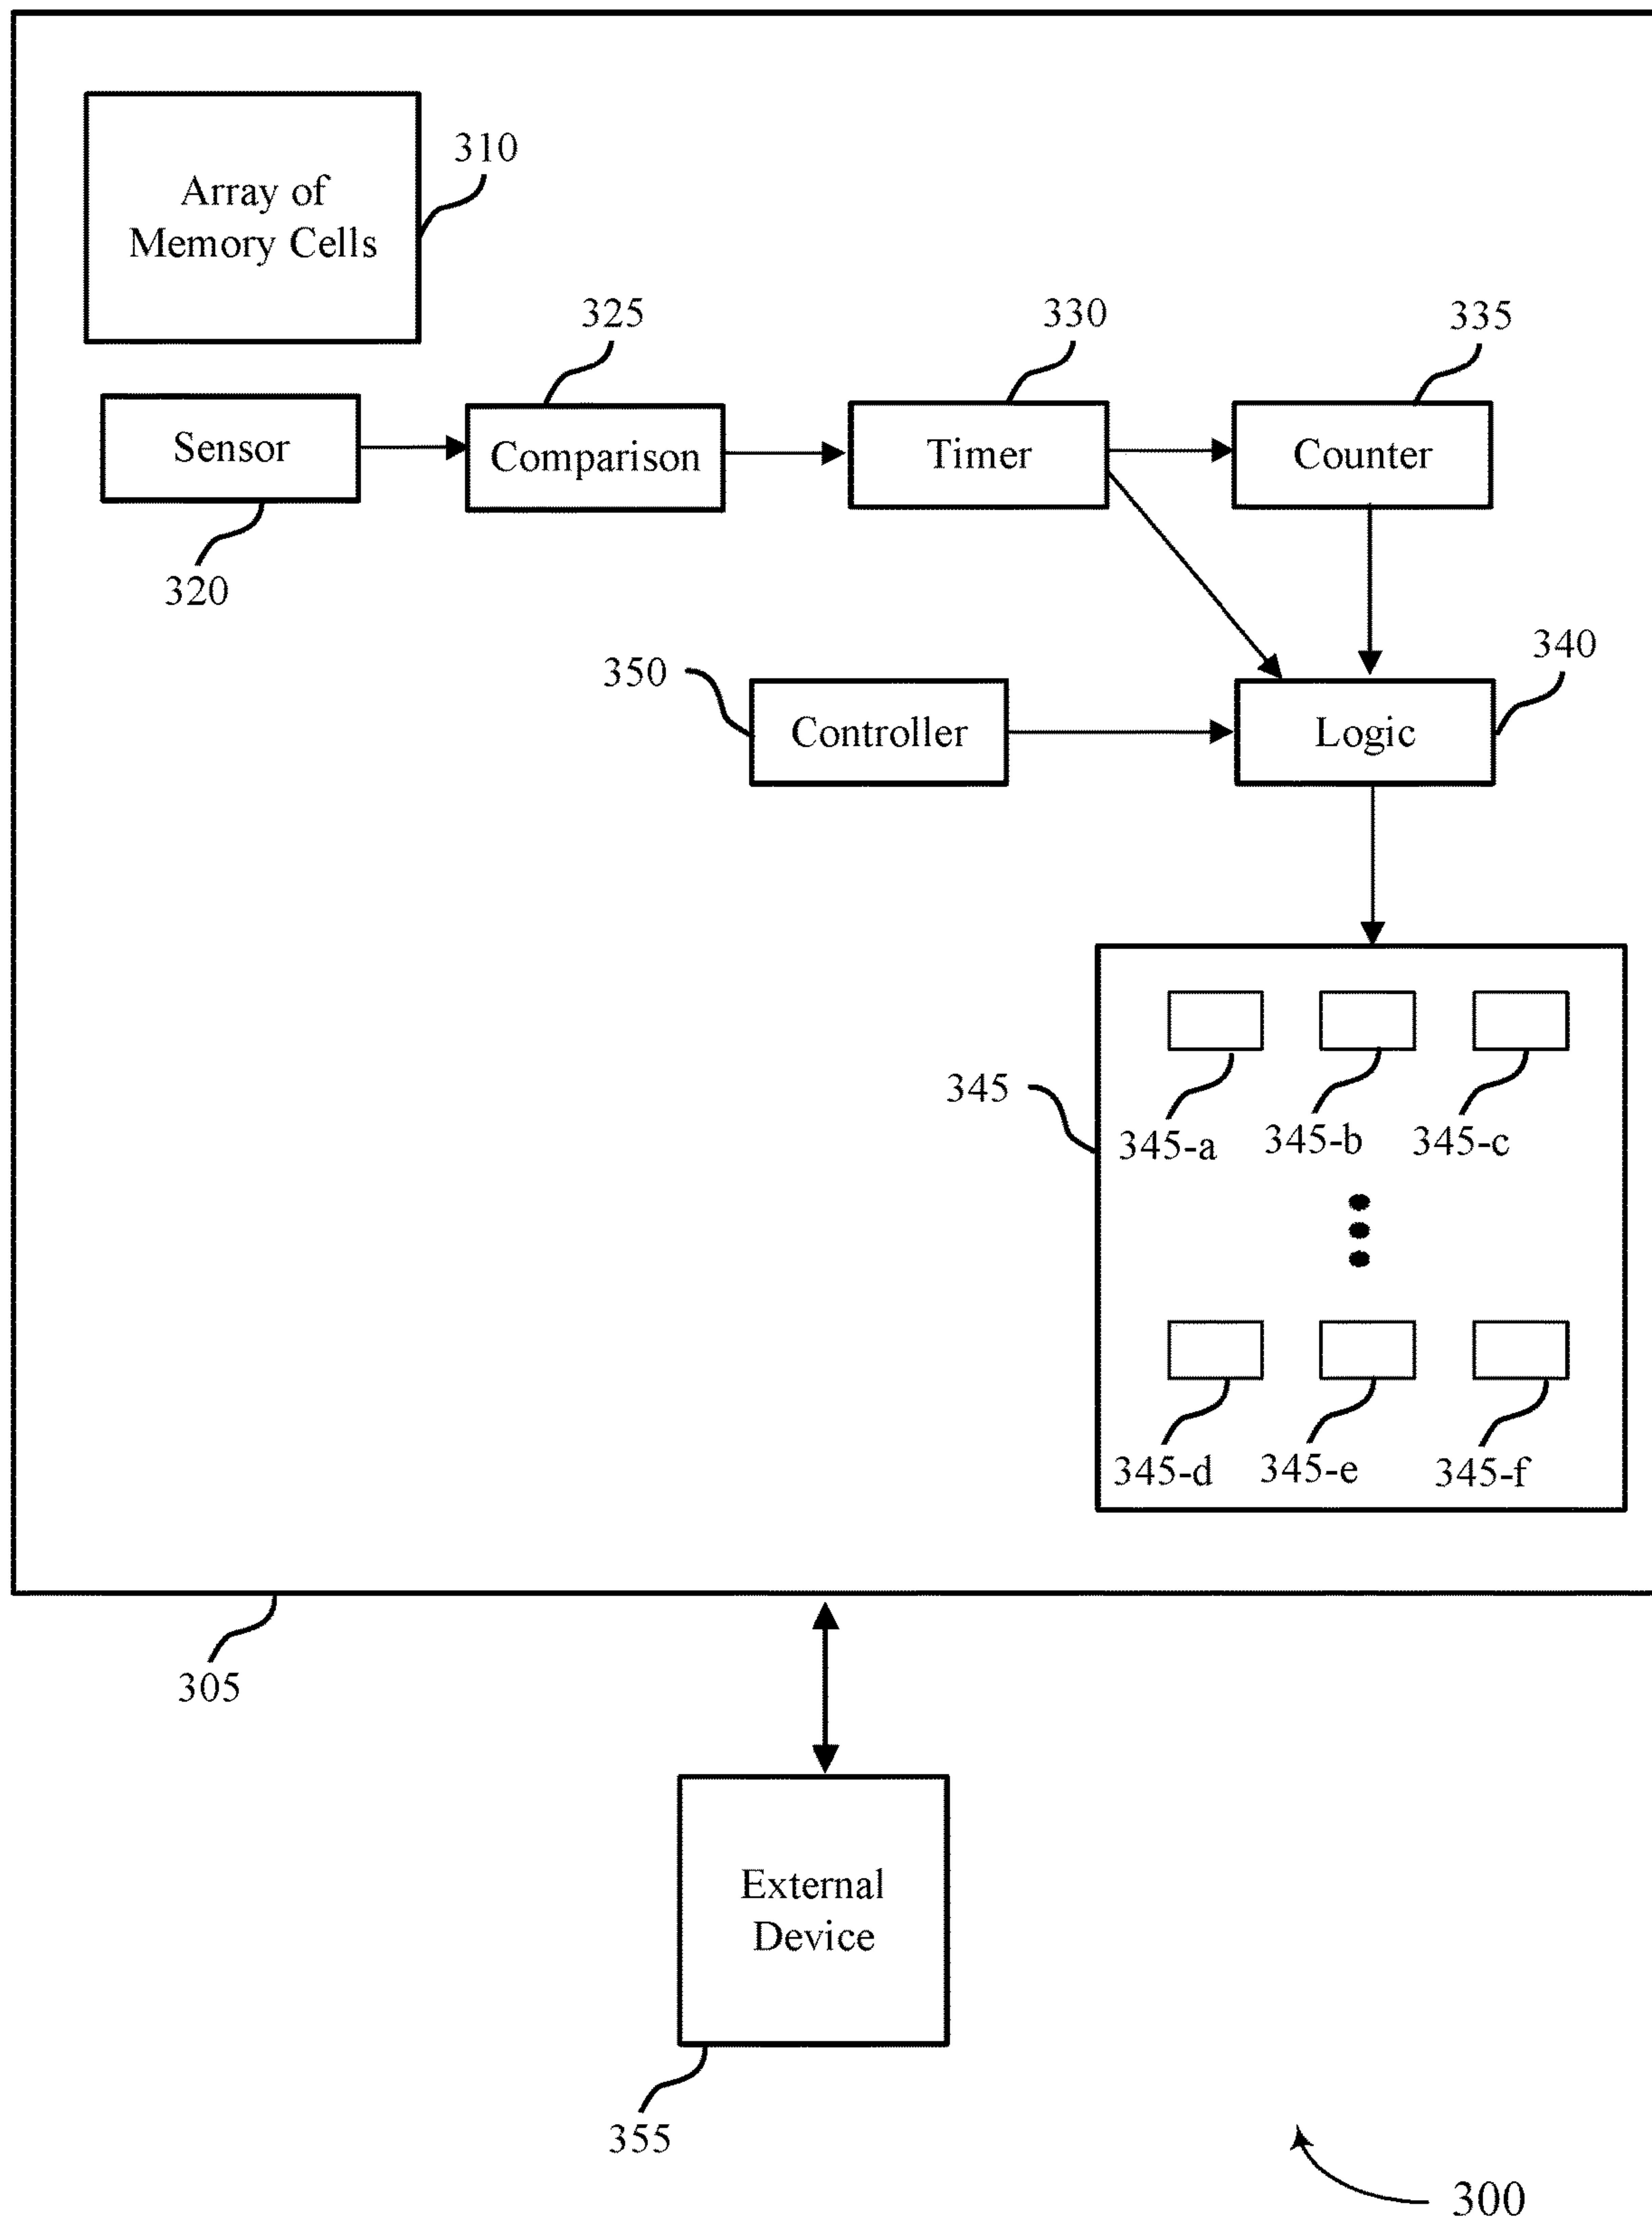 310
Array of
Memory Cells
325
330
335
Sensor
Comparison
Timer
Counter
320
350
340
Controller
Logic
345
345-a
345-b
345-c
345-d
345-e
345-f
305
External
Device
355
300